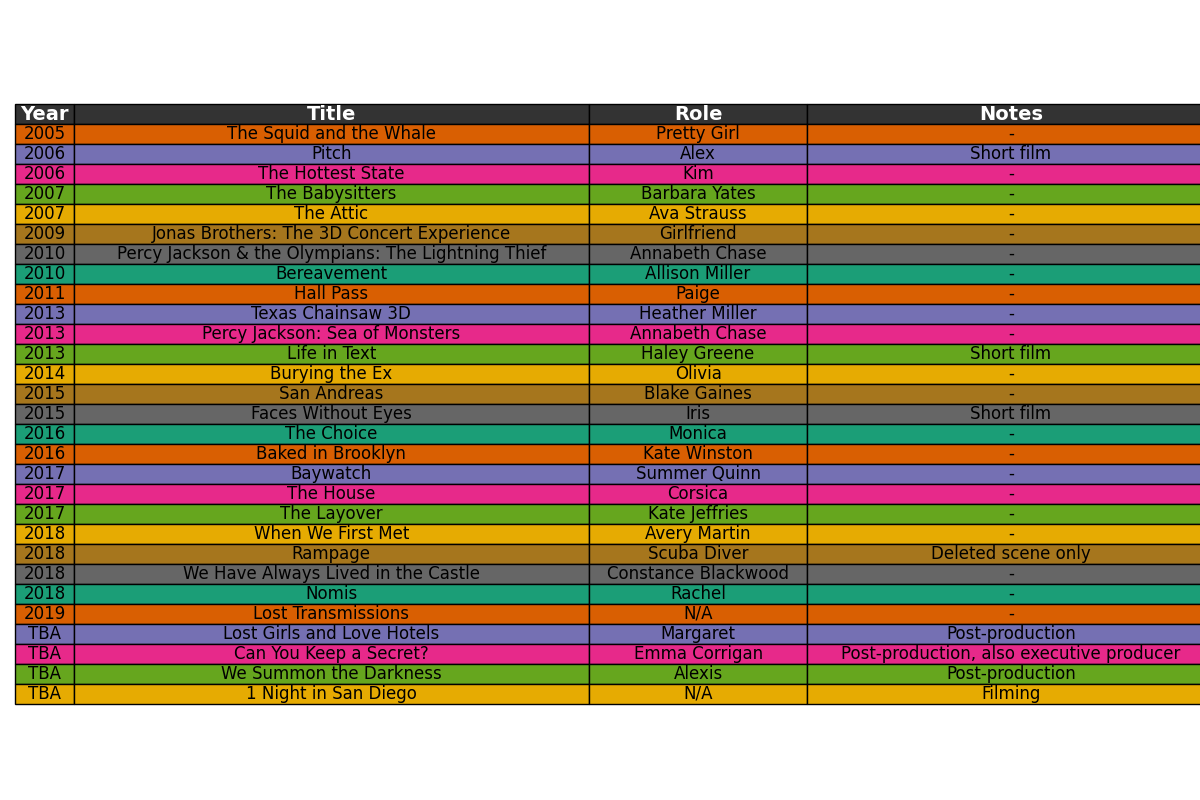 Year Title Role Notes
2005 The Squid and the Whale Pretty Girl -
2006 Pitch Alex Short film
2006 The Hottest State Kim -
2007 The Babysitters Barbara Yates -
2007 The Attic Ava Strauss -
2009 Jonas Brothers: The 3D Concert Experience Girlfriend -
2010 Percy Jackson & the Olympians: The Lightning Thief Annabeth Chase -
2010 Bereavement Allison Miller -
2011 Hall Pass Paige -
2013 Texas Chainsaw 3D Heather Miller -
2013 Percy Jackson: Sea of Monsters Annabeth Chase -
2013 Life in Text Haley Greene Short film
2014 Burying the Ex Olivia -
2015 San Andreas Blake Gaines -
2015 Faces Without Eyes Iris Short film
2016 The Choice Monica -
2016 Baked in Brooklyn Kate Winston -
2017 Baywatch Summer Quinn -
2017 The House Corsica -
2017 The Layover Kate Jeffries -
2018 When We First Met Avery Martin -
2018 Rampage Scuba Diver Deleted scene only
2018 We Have Always Lived in the Castle Constance Blackwood -
2018 Nomis Rachel -
2019 Lost Transmissions N/A -
TBA Lost Girls and Love Hotels Margaret Post-production
TBA Can You Keep a Secret? Emma Corrigan Post-production, also executive producer
TBA We Summon the Darkness Alexis Post-production
TBA 1 Night in San Diego N/A Filming